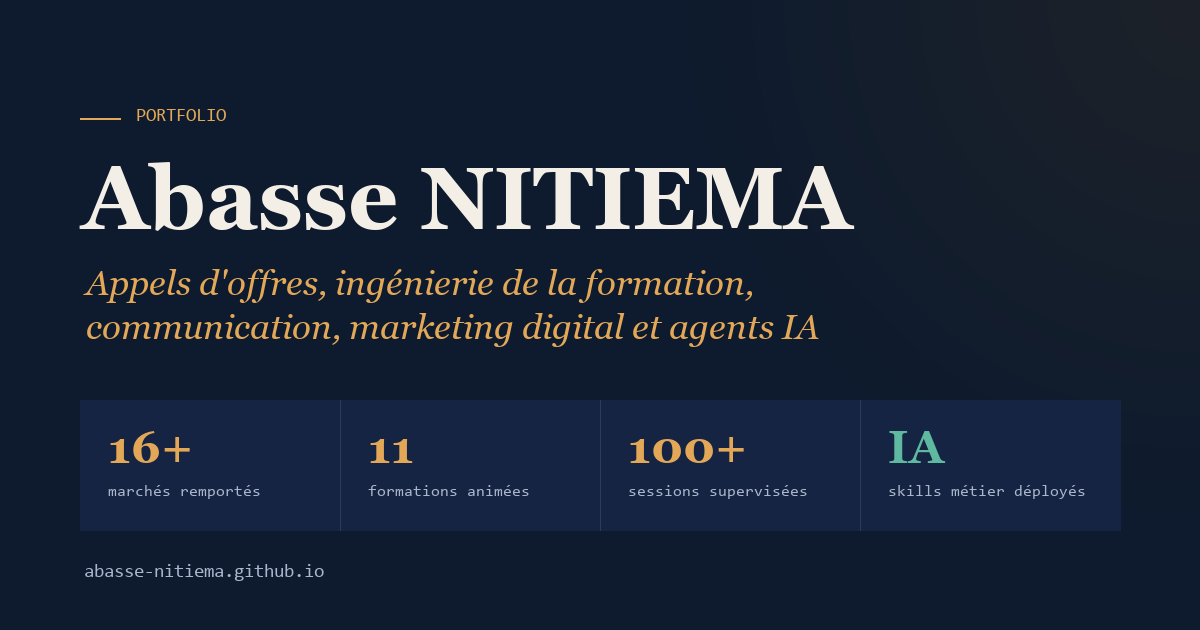 PORTFOLIO
Abasse NITIEMA
Appels d'offres, ingénierie de la formation,
communication, marketing digital et agents IA
16+
marchés remportés
11
formations animées
100+
sessions supervisées
IA
skills métier déployés
abasse-nitiema.github.io